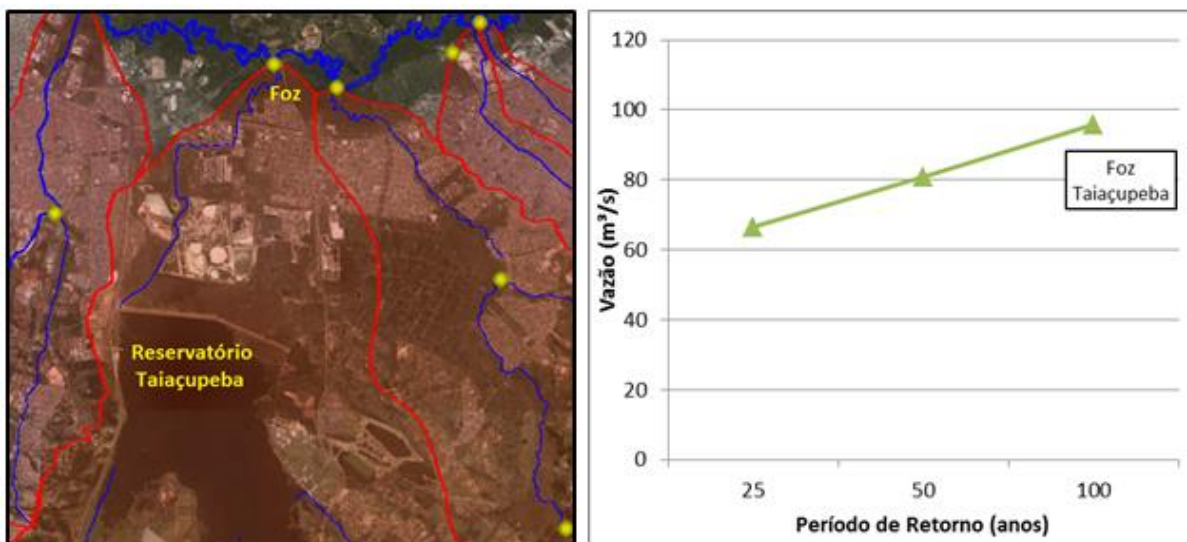 Foz
Reservatório
Taiaçupeba
120
100
80
60
40
20
0
Vazão (m³/s)
Foz
Taiaçupeba
25
50
100
Período de Retorno (anos)